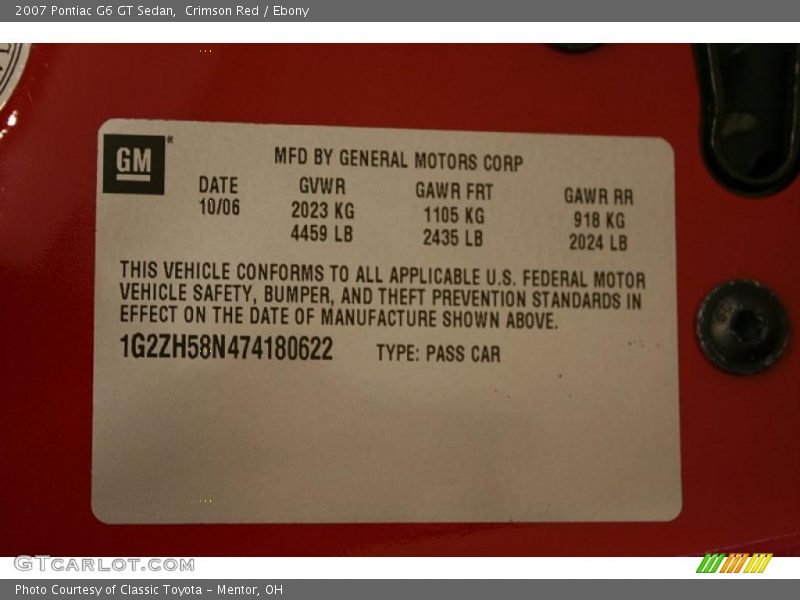 2007 Pontiac G6 GT Sedan,  Crimson Red / Ebony
GM ®
MFD BY GENERAL MOTORS CORP
DATE GVWR GAWR FRT GAWR RR
10/06 2023 KG 1105 KG 918 KG
4459 LB 2435 LB 2024 LB
THIS VEHICLE CONFORMS TO ALL APPLICABLE U.S. FEDERAL MOTOR
VEHICLE SAFETY, BUMPER, AND THEFT PREVENTION STANDARDS IN
EFFECT ON THE DATE OF MANUFACTURE SHOWN ABOVE.
1G2ZH58N474180622 TYPE: PASS CAR
GTCARLOT.COM
Photo Courtesy of Classic Toyota - Mentor, OH